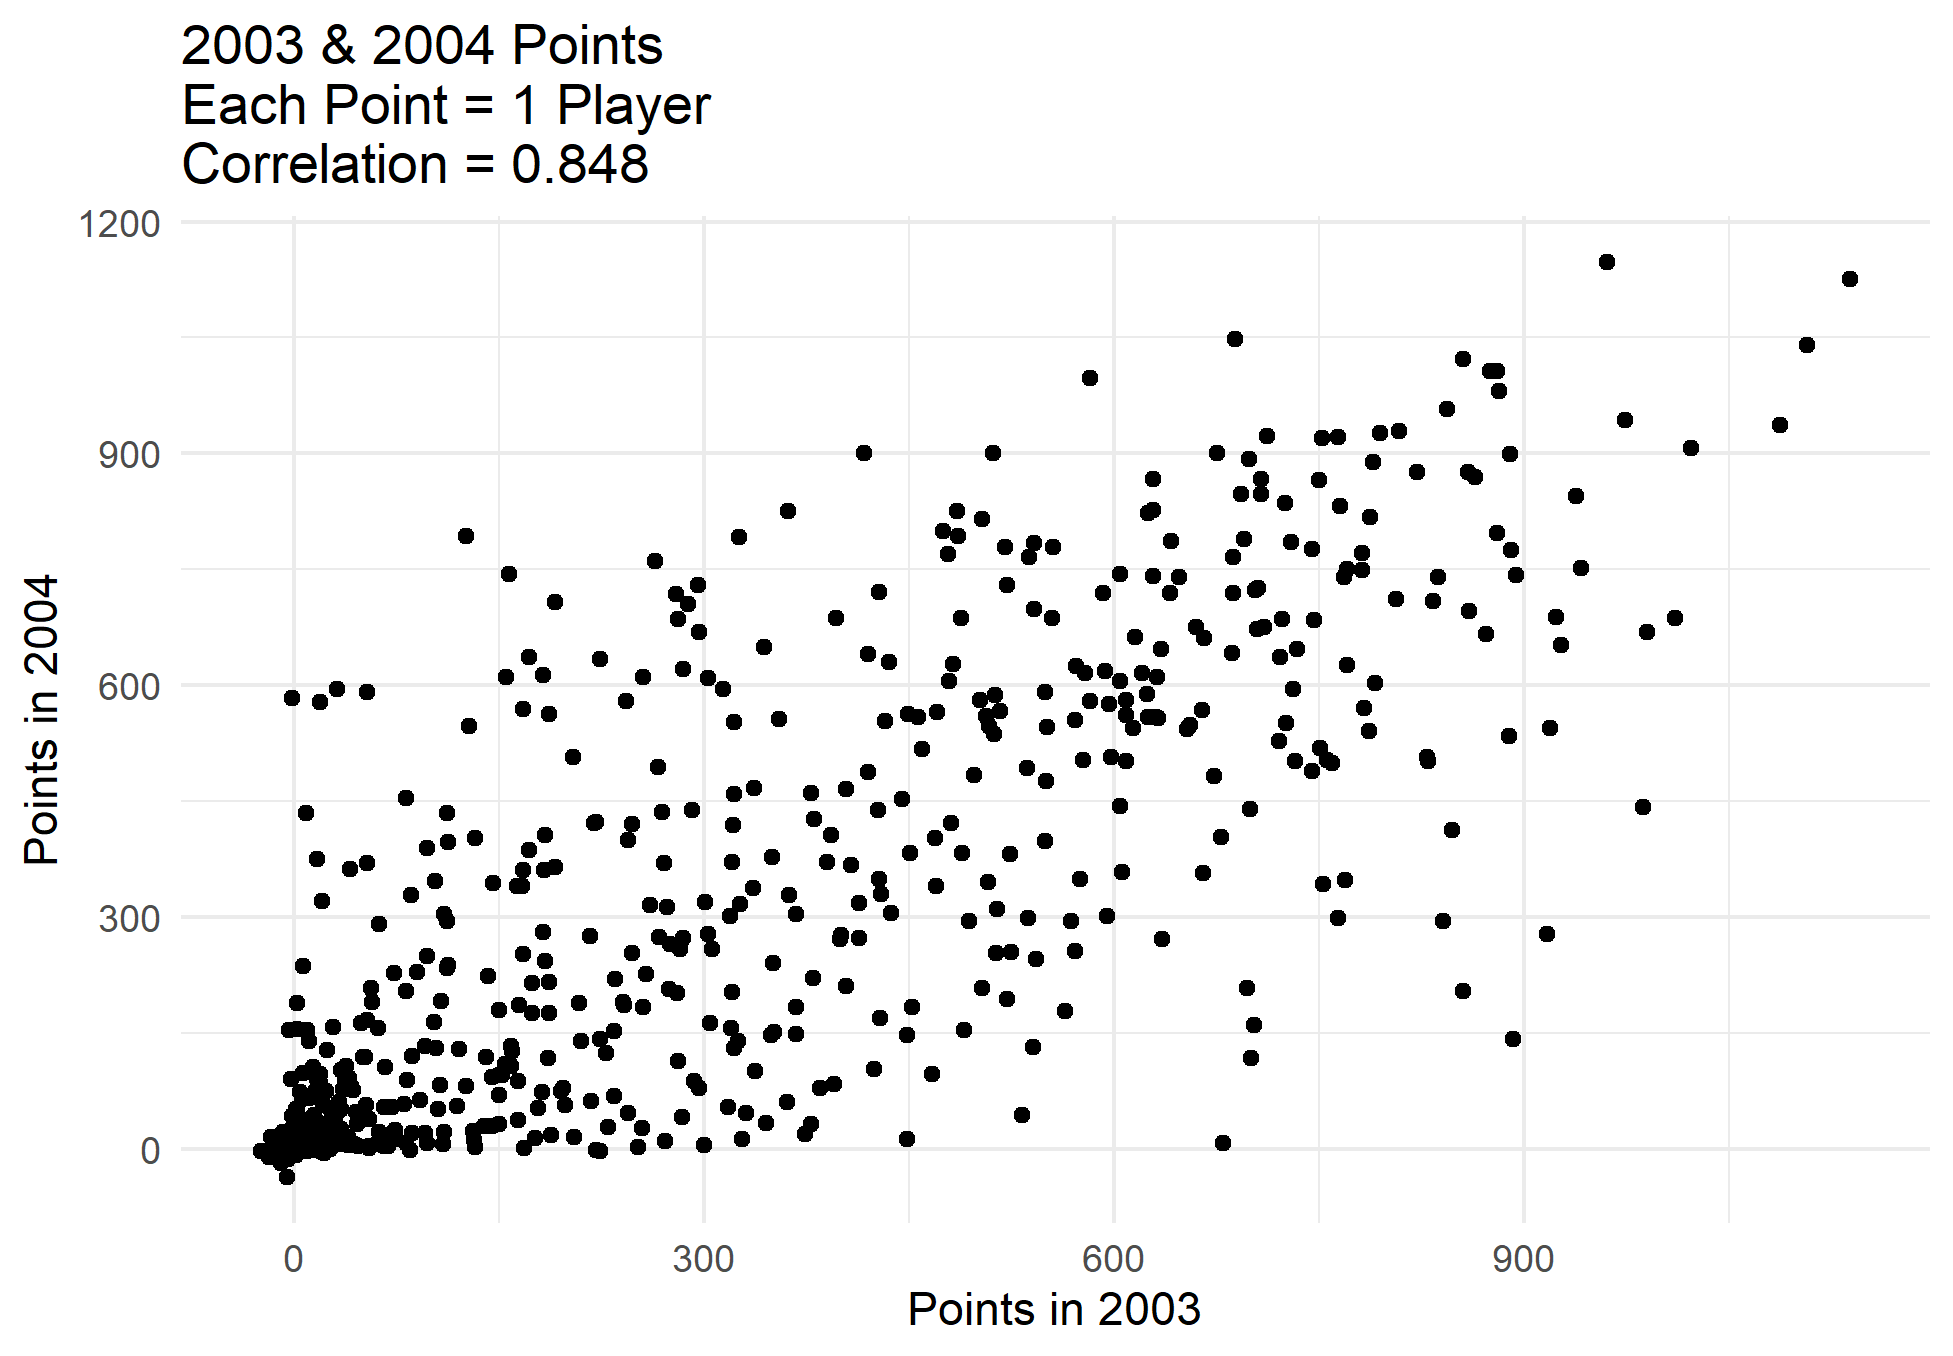 2003 & 2004 Points
Each Point = 1 Player
Correlation = 0.848
1200
900
600
300
0
Points in 2004
0
300
600
900
Points in 2003